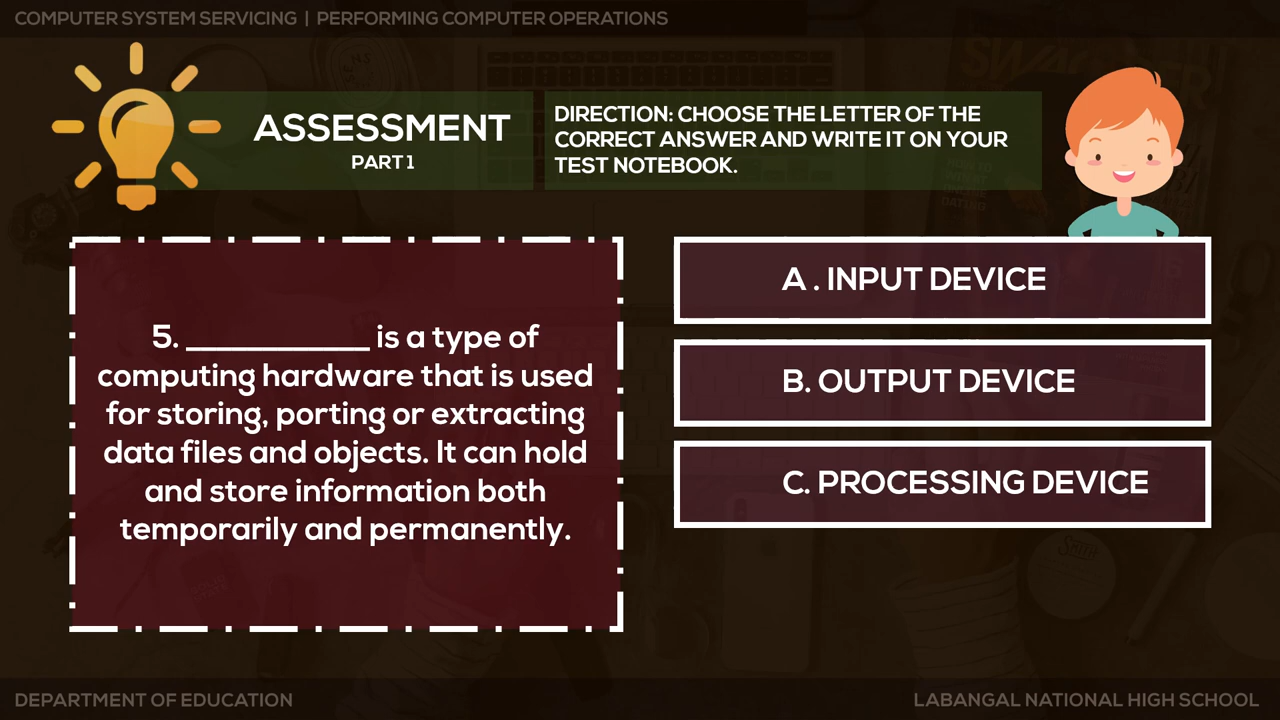 COMPUTER SYSTEM SERVICING | PERFORMING COMPUTER OPERATIONS
ASSESSMENT
PART 1
DIRECTION: CHOOSE THE LETTER OF THE
CORRECT ANSWER AND WRITE IT ON YOUR
TEST NOTEBOOK.
5. ____________ is a type of
computing hardware that is used
for storing, porting or extracting
data files and objects. It can hold
and store information both
temporarily and permanently.
A . INPUT DEVICE
B. OUTPUT DEVICE
C. PROCESSING DEVICE
DEPARTMENT OF EDUCATION
LABANGAL NATIONAL HIGH SCHOOL